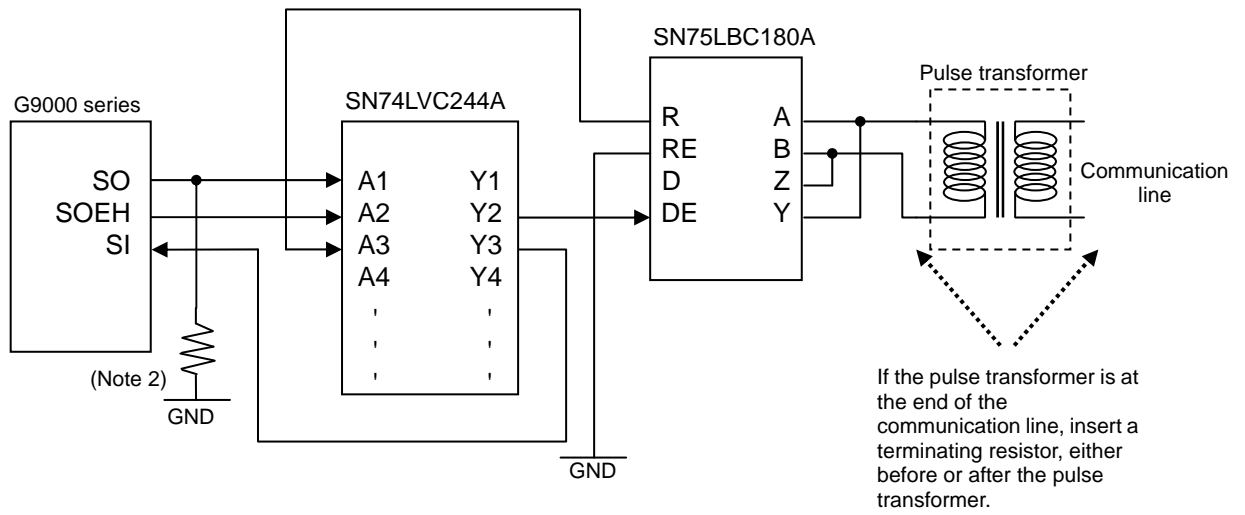 SN75LBC180A
Pulse transformer
G9000 series
SN74LVC244A
R A
RE B
D Z
DE Y
SO
SOEH
SI
A1 Y1
A2 Y2
A3 Y3
A4 Y4
' '
' '
' '
Communication
line
(Note 2)
GND
GND
If the pulse transformer is at
the end of the
communication line, insert a
terminating resistor, either
before or after the pulse
transformer.